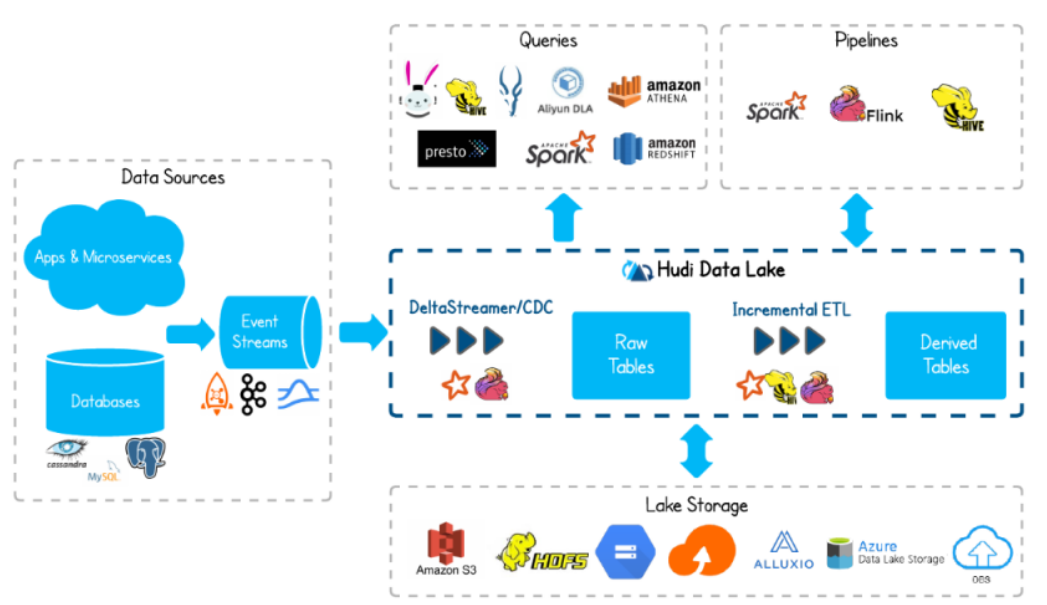 Queries
HIVE
Aliyun DLA
amazon
ATHENA
presto
APACHE
Spark
amazon
REDSHIFT
Pipelines
APACHE
Spark
Flink
HIVE
Data Sources
Apps & Microservices
Event
Streams
Databases
cassandra
MySQL
Hudi Data Lake
DeltaStreamer/CDC
Raw
Tables
Incremental ETL
Derived
Tables
Lake Storage
Amazon S3
HDFS
ALLUXIO
Azure
Data Lake Storage
OBS